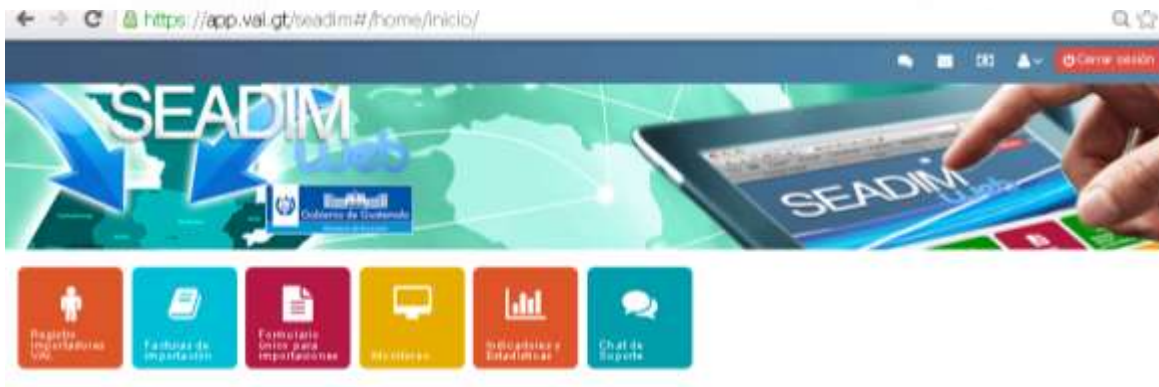 https://app.vai.gt/seadim#/home/inicio/
Cerrar sesión
SEADIM
Web
Gobierno de Guatemala
SEADIM
Web
Registro
Importadores
VAI
Facturas de
importación
Formulario
único para
importaciones
Monitoreo
Indicadores y
Estadísticas
Chat de
Soporte